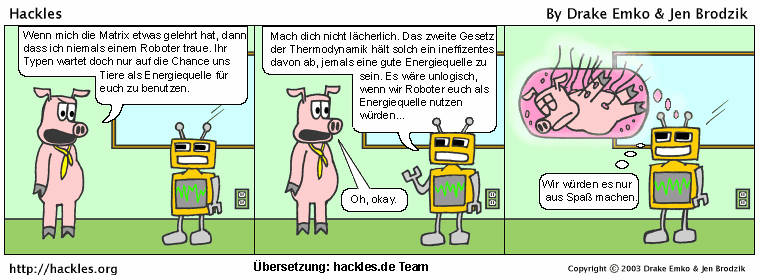 Hackles
By Drake Emko & Jen Brodzik
Wenn mich die Matrix etwas gelehrt hat, dann
dass ich niemals einem Roboter traue. Ihr
Typen wartet doch nur auf die Chance uns
Tiere als Energiequelle für
euch zu benutzen.
Mach dich nicht lächerlich. Das zweite Gesetz
der Thermodynamik hält solch ein ineffizentes
davon ab, jemals eine gute Energiequelle zu
sein. Es wäre unlogisch,
wenn wir Roboter euch als
Energiequelle nutzen
würden...
Oh, okay.
Wir würden es nur
aus Spaß machen.
http://hackles.org
Übersetzung: hackles.de Team
Copyright © 2003 Drake Emko & Jen Brodzik